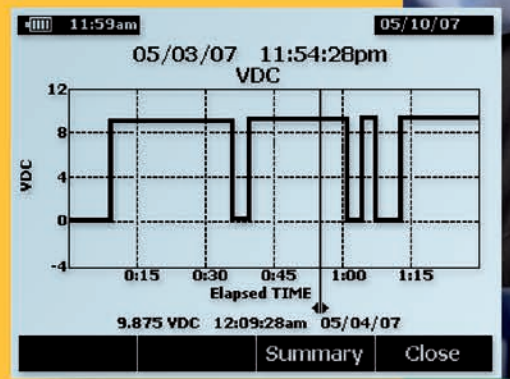 11:59am 05/10/07
05/03/07 11:54:28pm
VDC
12
8
4
0
-4
VDC
0:15 0:30 0:45 1:00 1:15
Elapsed TIME
9.875 VDC 12:09:28am 05/04/07
Summary Close